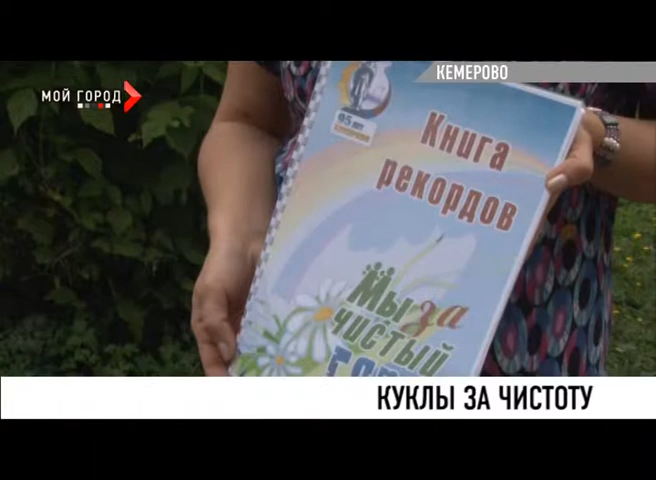 МОЙ ГОРОД
КЕМЕРОВО
95 лет
Книга
рекордов
Мы за
чистый
КУКЛЫ ЗА ЧИСТОТУ